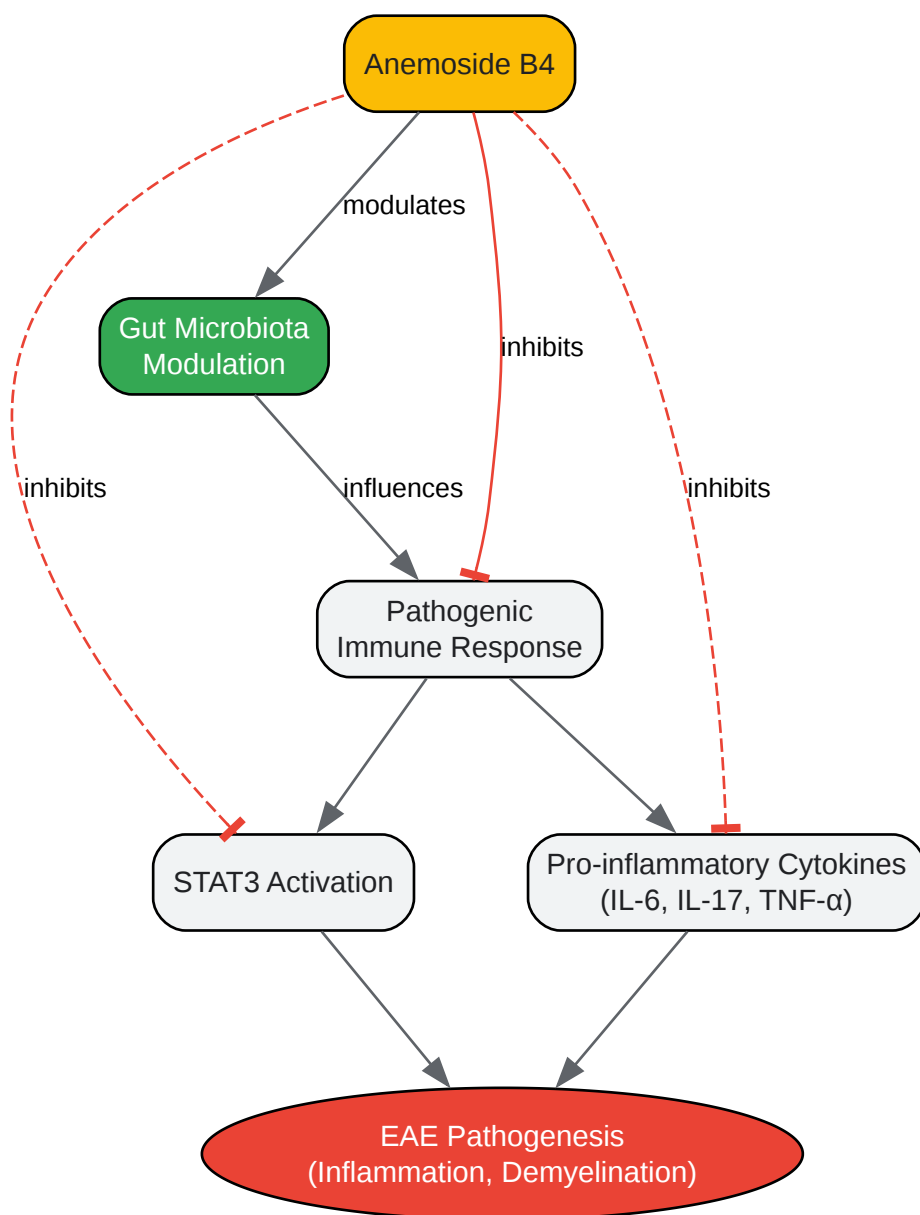 Anemoside B4
modulates
Gut Microbiota
Modulation
inhibits
inhibits
influences
inhibits
Pathogenic
Immune Response
STAT3 Activation
Pro-inflammatory Cytokines
(IL-6, IL-17, TNF-α)
EAE Pathogenesis
(Inflammation, Demyelination)